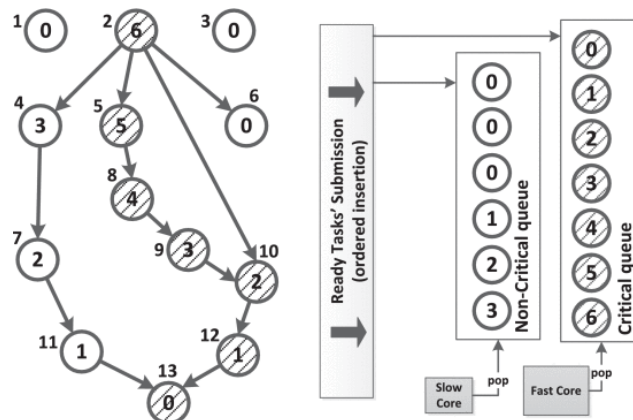 1 0
2 6
3 0
4 3
5 5
6 0
8 4
7 2
9 3
10 2
11 1
12 1
13 0
Ready Tasks' Submission
(ordered insertion)
0
0
0
1
2
3
Non-Critical queue
0
1
2
3
4
5
6
Critical queue
pop
Slow
Core
pop
Fast Core